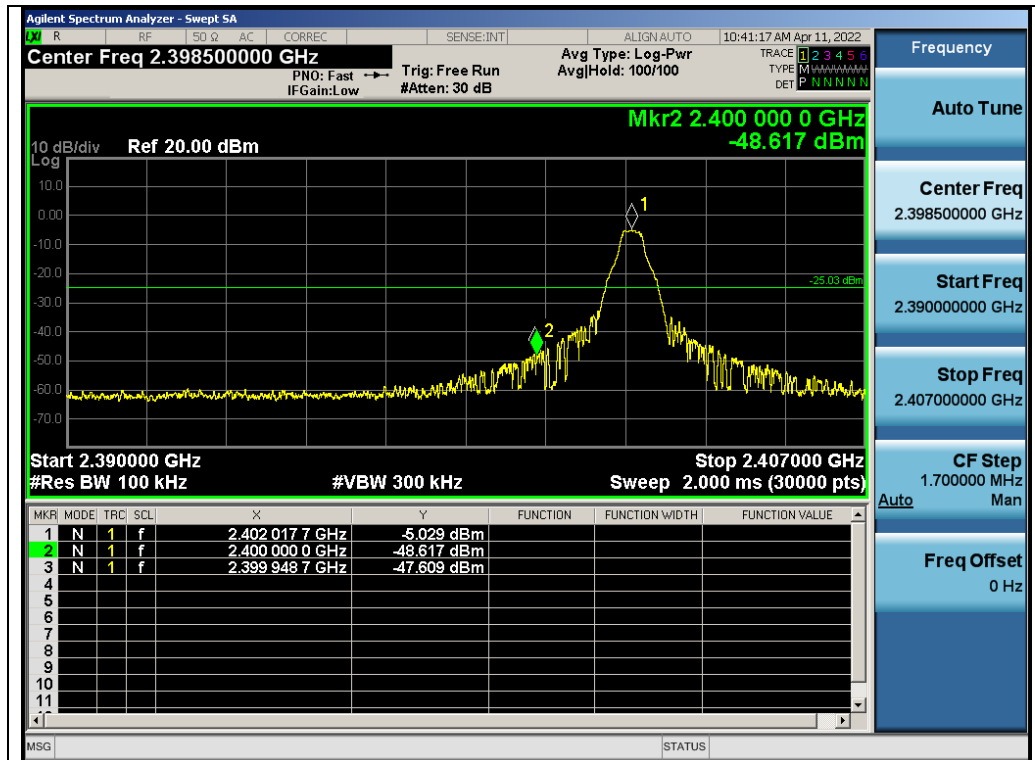 Agilent Spectrum Analyzer - Swept SA
LXI R RF 50 Ω AC CORREC SENSE:INT ALIGN AUTO 10:41:17 AM Apr 11, 2022
Center Freq 2.398500000 GHz
PNO: Fast
IFGain:Low
Trig: Free Run
#Atten: 30 dB
Avg Type: Log-Pwr
Avg|Hold: 100/100
TRACE 1 2 3 4 5 6
TYPE M W W W W W
DET P N N N N N
Mkr2 2.400 000 0 GHz
-48.617 dBm
10 dB/div Ref 20.00 dBm
Log
10.0
0.00
-10.0
-20.0
-30.0
-40.0
-50.0
-60.0
-70.0
1
2
-25.03 dBm
Start 2.390000 GHz Stop 2.407000 GHz
#Res BW 100 kHz #VBW 300 kHz Sweep 2.000 ms (30000 pts)
MKR MODE TRC SCL X Y FUNCTION FUNCTION WIDTH FUNCTION VALUE
1 N 1 f 2.402 017 7 GHz -5.029 dBm
2 N 1 f 2.400 000 0 GHz -48.617 dBm
3 N 1 f 2.399 948 7 GHz -47.609 dBm
4
5
6
7
8
9
10
11
MSG STATUS
Frequency
Auto Tune
Center Freq
2.398500000 GHz
Start Freq
2.390000000 GHz
Stop Freq
2.407000000 GHz
CF Step
1.700000 MHz
Auto Man
Freq Offset
0 Hz